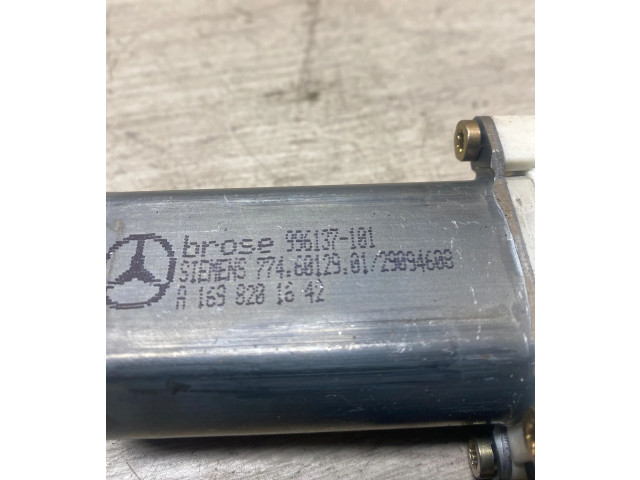 brose 996137-101
SIEMENS 774.60129.01/29094608
A 169 820 16 42